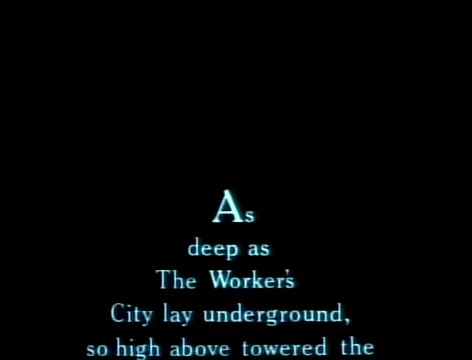 As
deep as
The Worker's
City lay underground,
so high above towered the